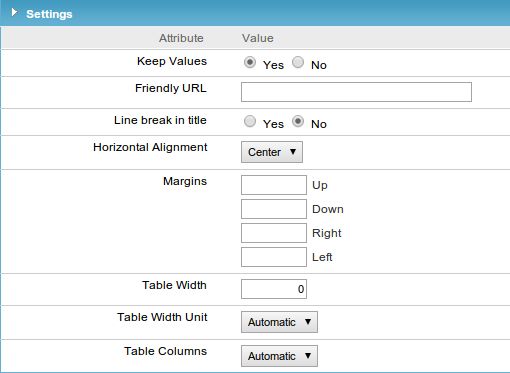 Settings
Attribute Value
Keep Values Yes No
Friendly URL
Line break in title Yes No
Horizontal Alignment Center
Margins Up
Down
Right
Left
Table Width 0
Table Width Unit Automatic
Table Columns Automatic